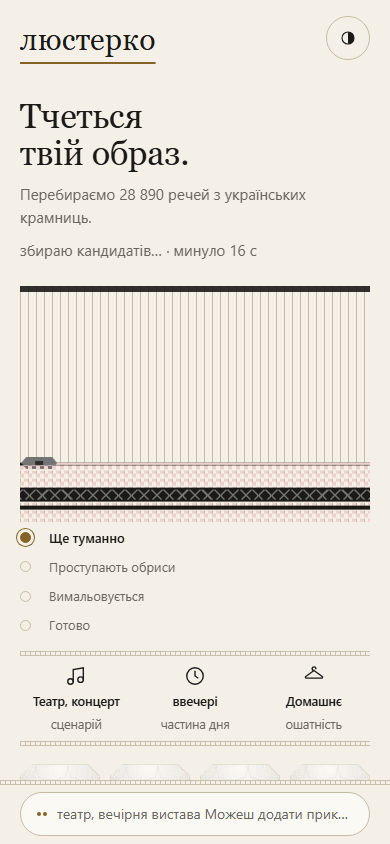 люстерко
Тчеться
твій образ.
Перебираємо 28 890 речей з українських
крамниць.
збираю кандидатів... · минуло 16 с
Ще туманно
Проступають обриси
Вимальовується
Готово
Театр, концерт
ввечері
Домашнє
сценарій
частина дня
ошатність
театр, вечірня вистава Можеш додати прик...